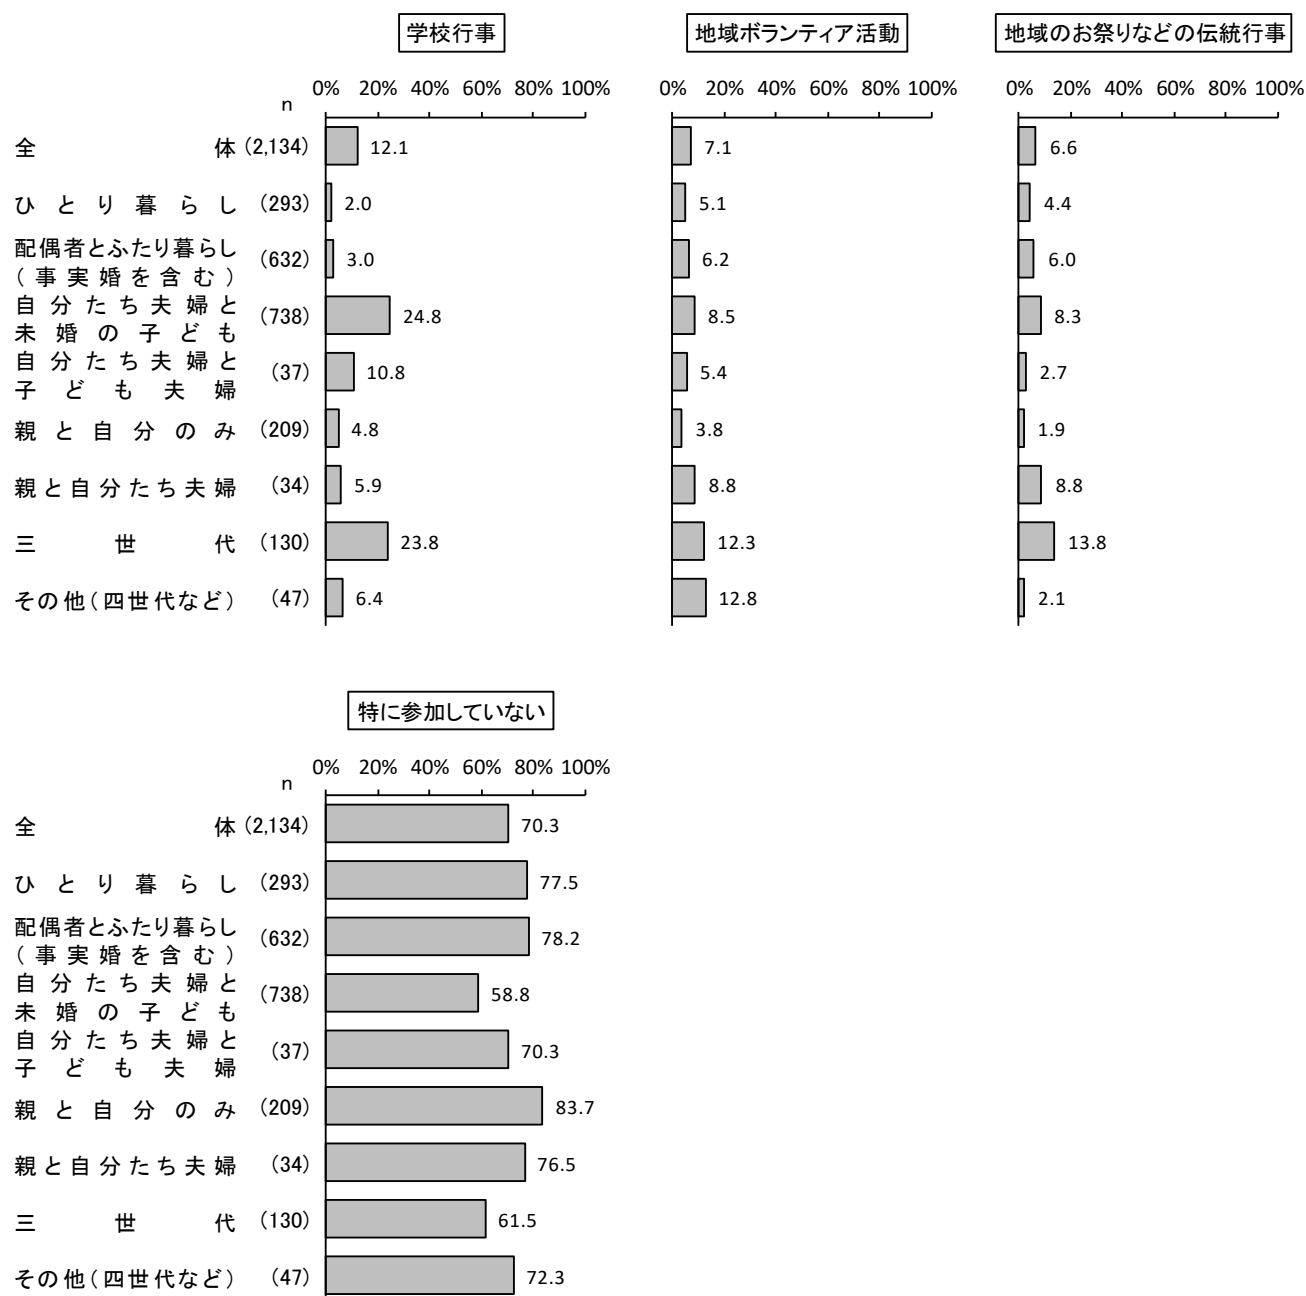 学校行事 地域ボランティア活動 地域のお祭りなどの伝統行事
n 0% 20% 40% 60% 80% 100% 0% 20% 40% 60% 80% 100% 0% 20% 40% 60% 80% 100%
全体 (2,134) 12.1 7.1 6.6
ひとり暮らし (293) 2.0 5.1 4.4
配偶者とふたり暮らし
(事実婚を含む) (632) 3.0 6.2 6.0
自分たち夫婦と
未婚の子ども (738) 24.8 8.5 8.3
自分たち夫婦と
子ども夫婦 (37) 10.8 5.4 2.7
親と自分のみ (209) 4.8 3.8 1.9
親と自分たち夫婦 (34) 5.9 8.8 8.8
三世代 (130) 23.8 12.3 13.8
その他(四世代など) (47) 6.4 12.8 2.1
特に参加していない
n 0% 20% 40% 60% 80% 100%
全体 (2,134) 70.3
ひとり暮らし (293) 77.5
配偶者とふたり暮らし
(事実婚を含む) (632) 78.2
自分たち夫婦と
未婚の子ども (738) 58.8
自分たち夫婦と
子ども夫婦 (37) 70.3
親と自分のみ (209) 83.7
親と自分たち夫婦 (34) 76.5
三世代 (130) 61.5
その他(四世代など) (47) 72.3